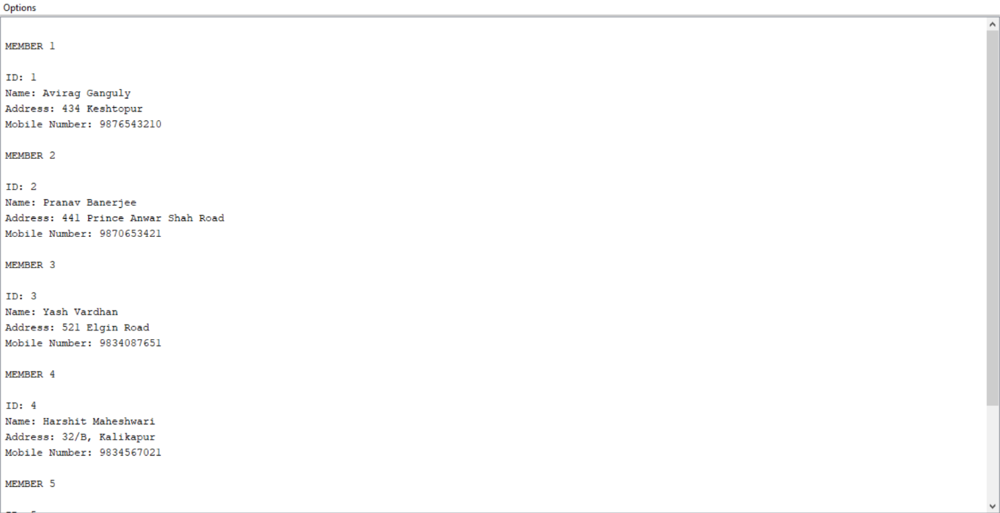 Options
MEMBER 1
ID: 1
Name: Avirag Ganguly
Address: 434 Keshtopur
Mobile Number: 9876543210
MEMBER 2
ID: 2
Name: Pranav Banerjee
Address: 441 Prince Anwar Shah Road
Mobile Number: 9870653421
MEMBER 3
ID: 3
Name: Yash Vardhan
Address: 521 Elgin Road
Mobile Number: 9834087651
MEMBER 4
ID: 4
Name: Harshit Maheshwari
Address: 32/B, Kalikapur
Mobile Number: 9834567021
MEMBER 5